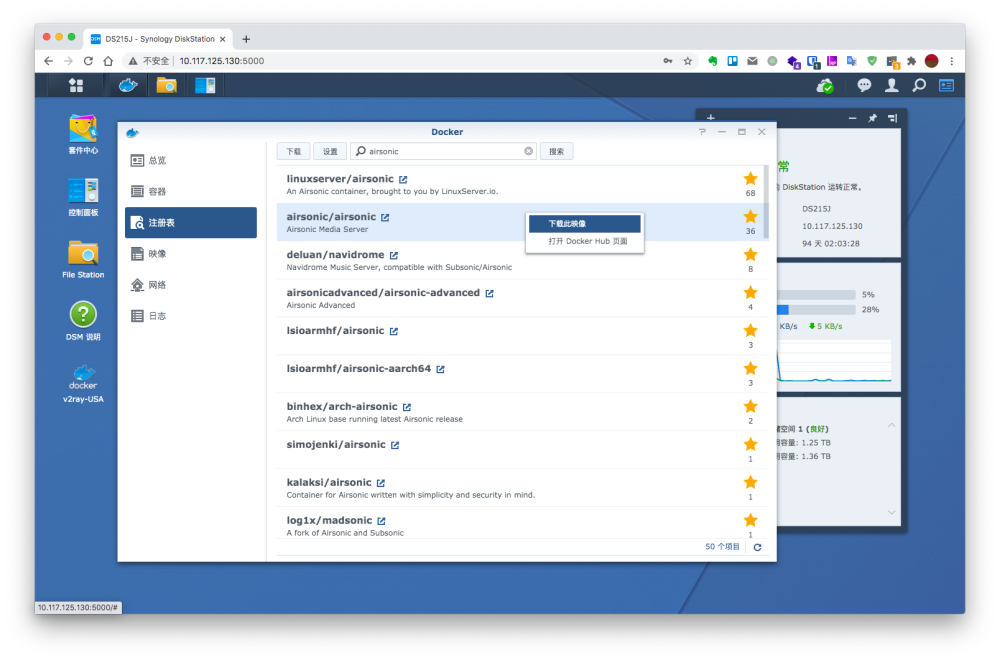 DS215J - Synology DiskStation
不安全 | 10.117.125.130:5000
套件中心
控制面板
File Station
DSM 说明
docker
v2ray-USA
Docker
总览
容器
注册表
映像
网络
日志
下载
设置
airsonic
搜索
linuxserver/airsonic
An Airsonic container, brought to you by LinuxServer.io.
68
airsonic/airsonic
Airsonic Media Server
36
下载此映像
打开 Docker Hub 页面
deluan/navidrome
Navidrome Music Server, compatible with Subsonic/Airsonic
8
airsonicadvanced/airsonic-advanced
Airsonic Advanced
4
lsioarmhf/airsonic
3
lsioarmhf/airsonic-aarch64
3
binhex/arch-airsonic
Arch Linux base running latest Airsonic release
2
simojenki/airsonic
1
kalaksi/airsonic
Container for Airsonic written with simplicity and security in mind.
1
log1x/madsonic
A fork of Airsonic and Subsonic
1
50 个项目
常
DiskStation 运转正常。
DS215J
10.117.125.130
94 天 02:03:28
5%
28%
KB/s
5 KB/s
空间 1 (良好)
容量: 1.25 TB
容量: 1.36 TB
10.117.125.130:5000/#